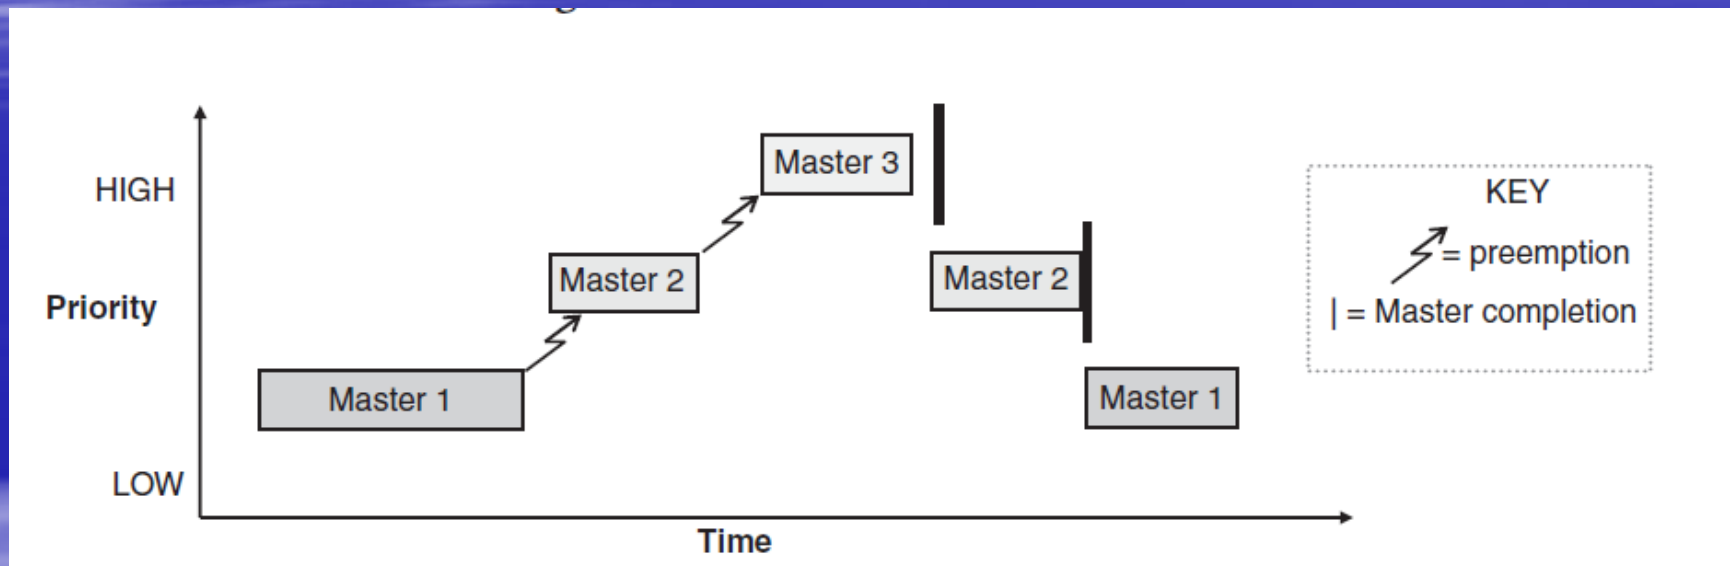 HIGH
Priority
LOW
Master 1
Master 2
Master 3
Master 2
Master 1
Time
KEY
= preemption
| = Master completion